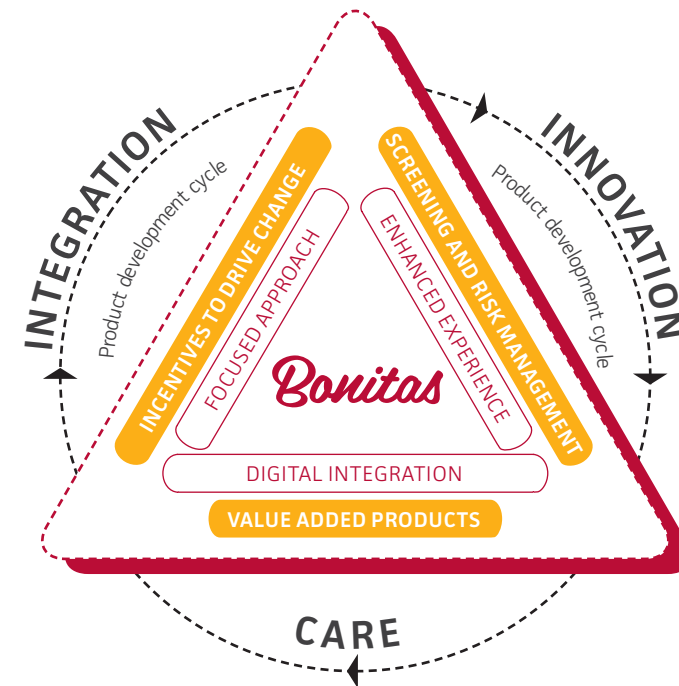 INTEGRATION
Product development cycle
INNOVATION
Product development cycle
INCENTIVES TO DRIVE CHANGE
SCREENING AND RISK MANAGEMENT
FOCUSED APPROACH
ENHANCED EXPERIENCE
Bonitas
DIGITAL INTEGRATION
VALUE ADDED PRODUCTS
CARE